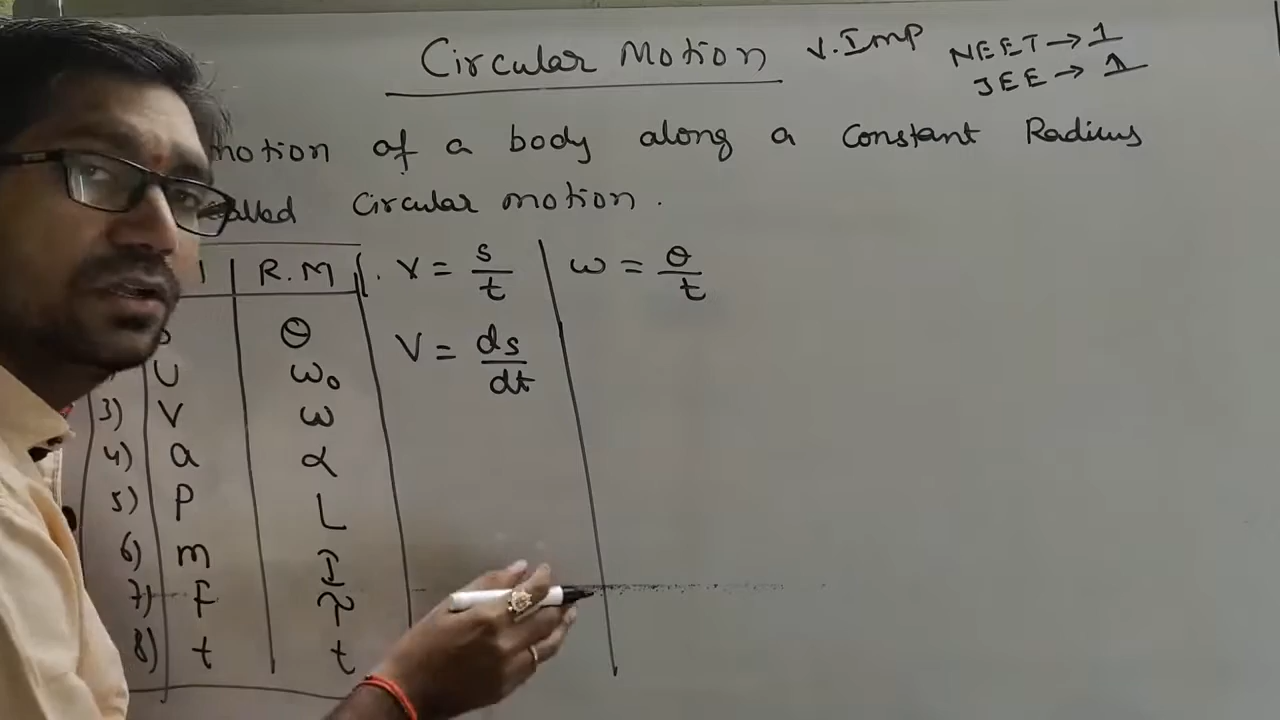 Circular Motion v.Imp NEET → 1
JEE → 1
motion of a body along a constant Radius
called Circular motion.
R.M v = s/t ω = θ/t
θ V = ds/dt
U ω₀
3) V ω
4) a α
5) P L
6) m I
7) F τ
8) t t